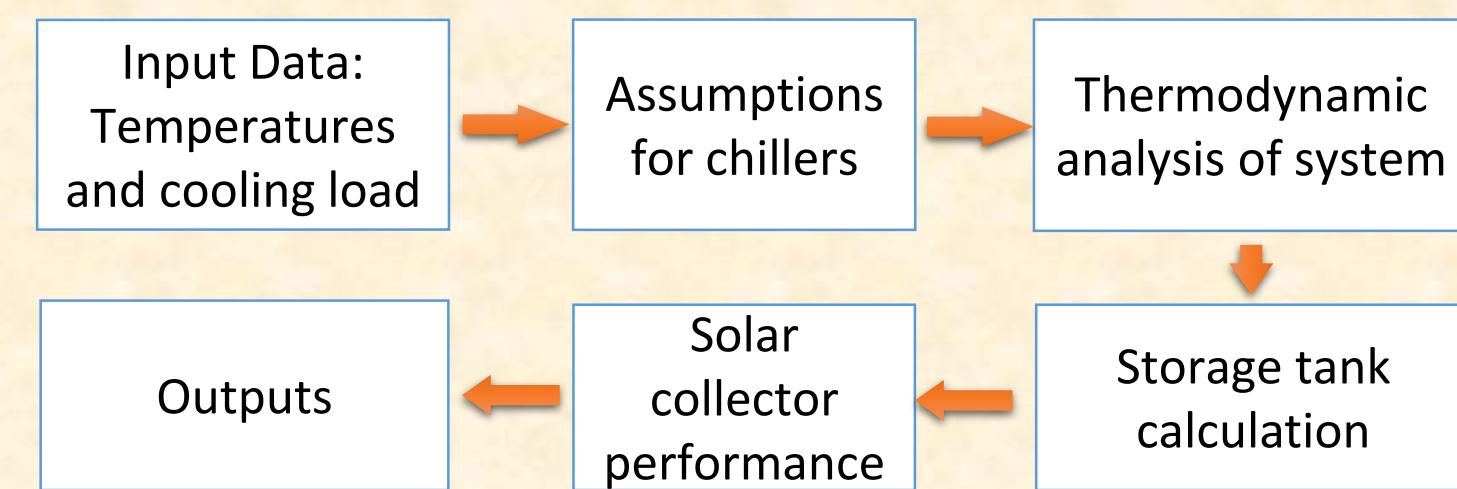 Input Data:
Temperatures
and cooling load
Assumptions
for chillers
Thermodynamic
analysis of system
Storage tank
calculation
Solar
collector
performance
Outputs